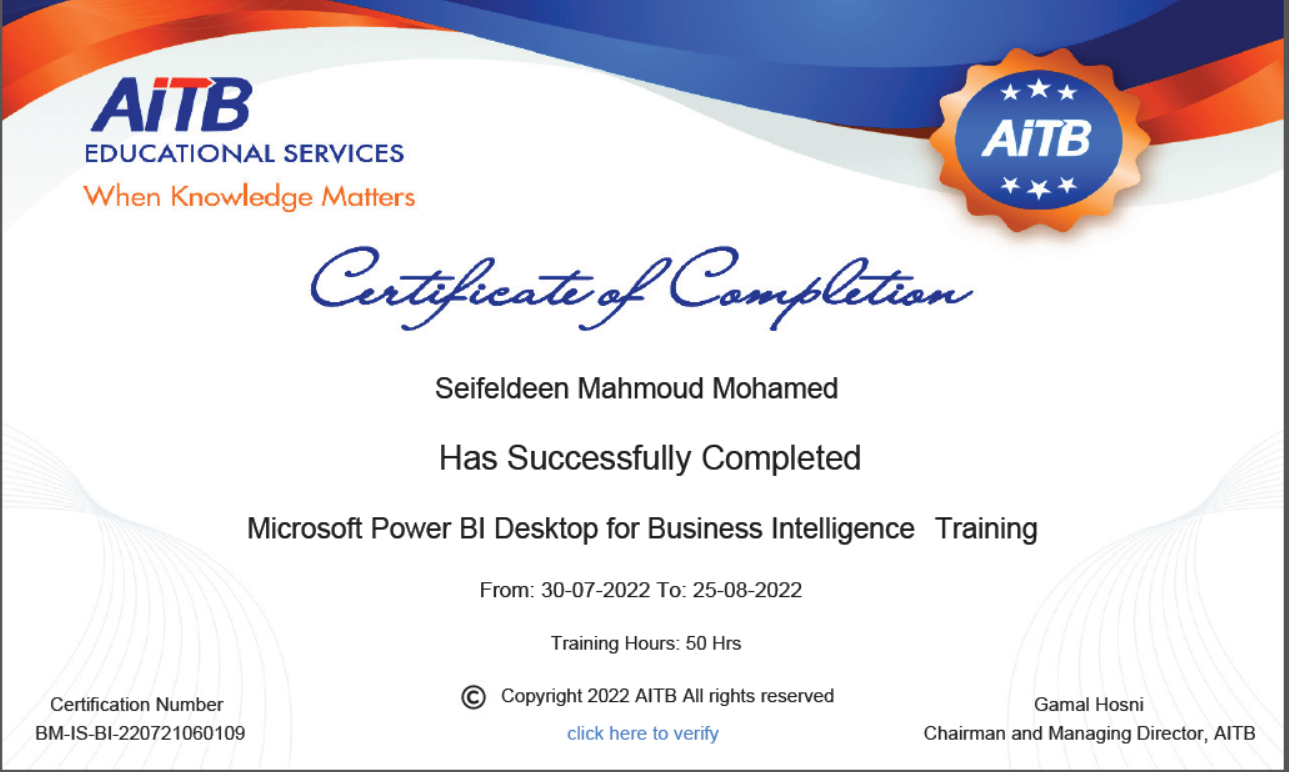 AiTB
EDUCATIONAL SERVICES
When Knowledge Matters
AiTB
Certificate of Completion
Seifeldeen Mahmoud Mohamed
Has Successfully Completed
Microsoft Power BI Desktop for Business Intelligence Training
From: 30-07-2022 To: 25-08-2022
Training Hours: 50 Hrs
© Copyright 2022 AITB All rights reserved
click here to verify
Certification Number
BM-IS-BI-220721060109
Gamal Hosni
Chairman and Managing Director, AITB